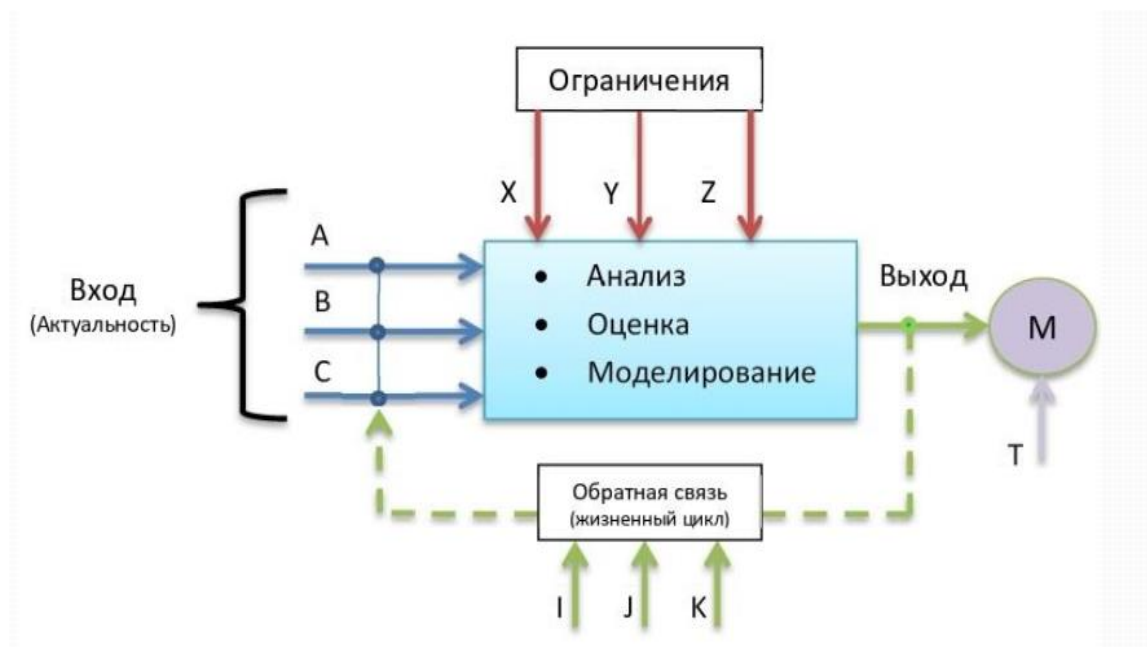 Ограничения
X Y Z
A
Вход
(Актуальность)
B
C
• Анализ
• Оценка
• Моделирование
Выход
M
T
Обратная связь
(жизненный цикл)
I J K